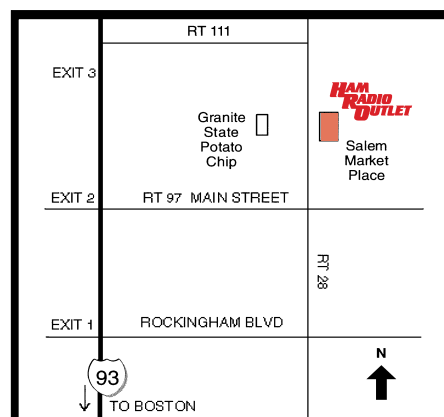 RT 111
EXIT 3
HAM
RADIO
OUTLET
Granite
State
Potato
Chip
Salem
Market
Place
EXIT 2
RT 97 MAIN STREET
RT 28
EXIT 1
ROCKINGHAM BLVD
N
93
TO BOSTON